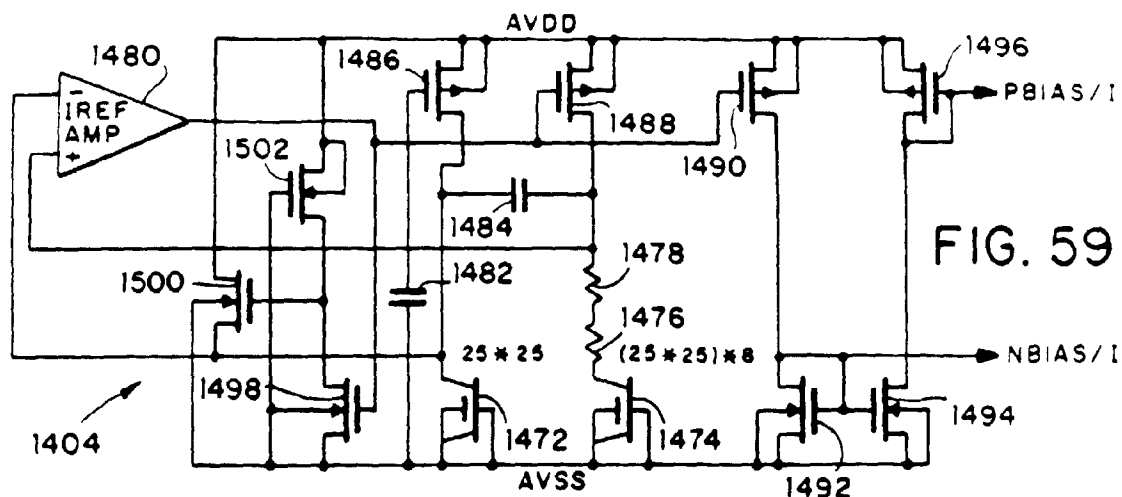 AVDD
1480
1486
1496
PBIAS/I
-
IREF
AMP
+
1502
1488
1490
1484
FIG. 59
1500
1482
1478
1476
25 * 25
(25 * 25) * 8
NBIAS/I
1498
1404
1472
1474
1494
AVSS
1492